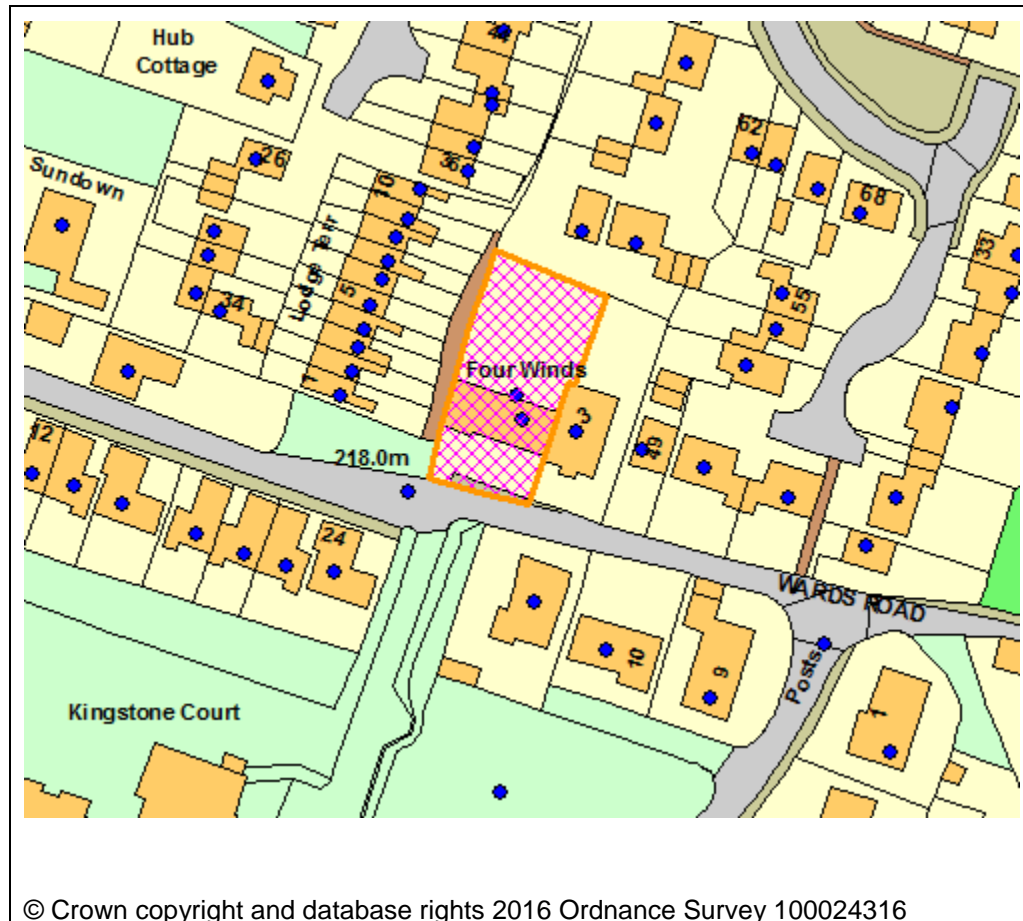 Hub
Cottage
44
62
26
36
Sundown
10
68
Lodge Terr
33
34
5
55
Four Winds
1
3
49
12
218.0m
24
WARDS ROAD
10
9
Posts
1
Kingstone Court
© Crown copyright and database rights 2016 Ordnance Survey 100024316